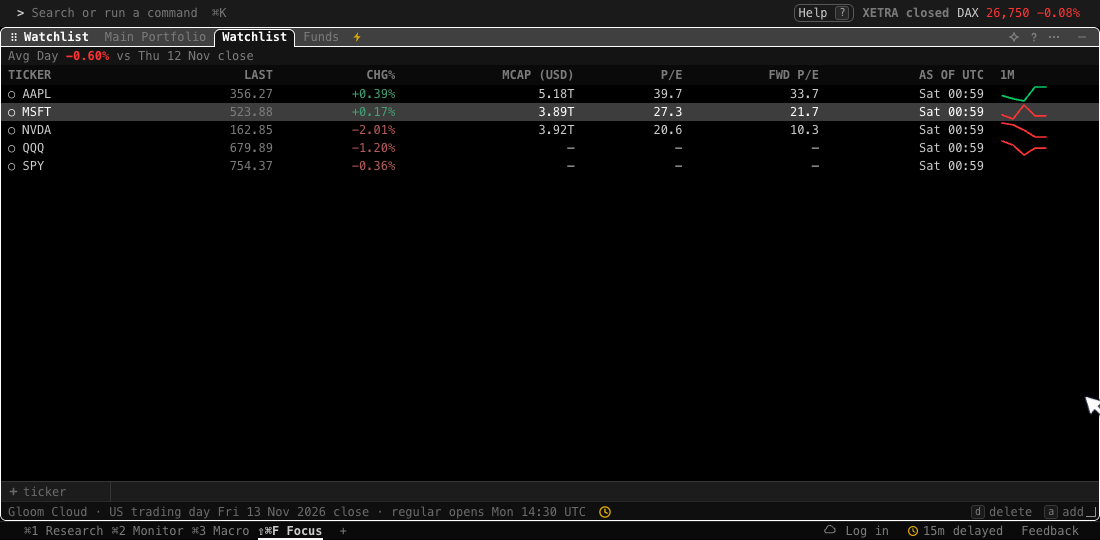 > Search or run a command ⌘K Help ? XETRA closed DAX 26,750 −0.08%
Watchlist Main Portfolio Watchlist Funds ? ⋯ −
Avg Day −0.60% vs Thu 12 Nov close
TICKER LAST CHG% MCAP (USD) P/E FWD P/E AS OF UTC 1M
AAPL 356.27 +0.39% 5.18T 39.7 33.7 Sat 00:59
MSFT 523.88 +0.17% 3.89T 27.3 21.7 Sat 00:59
NVDA 162.85 −2.01% 3.92T 20.6 10.3 Sat 00:59
QQQ 679.89 −1.20% — — — Sat 00:59
SPY 754.37 −0.36% — — — Sat 00:59
+ ticker
Gloom Cloud · US trading day Fri 13 Nov 2026 close · regular opens Mon 14:30 UTC d delete a add
⌘1 Research ⌘2 Monitor ⌘3 Macro ⇧⌘F Focus + Log in 15m delayed Feedback